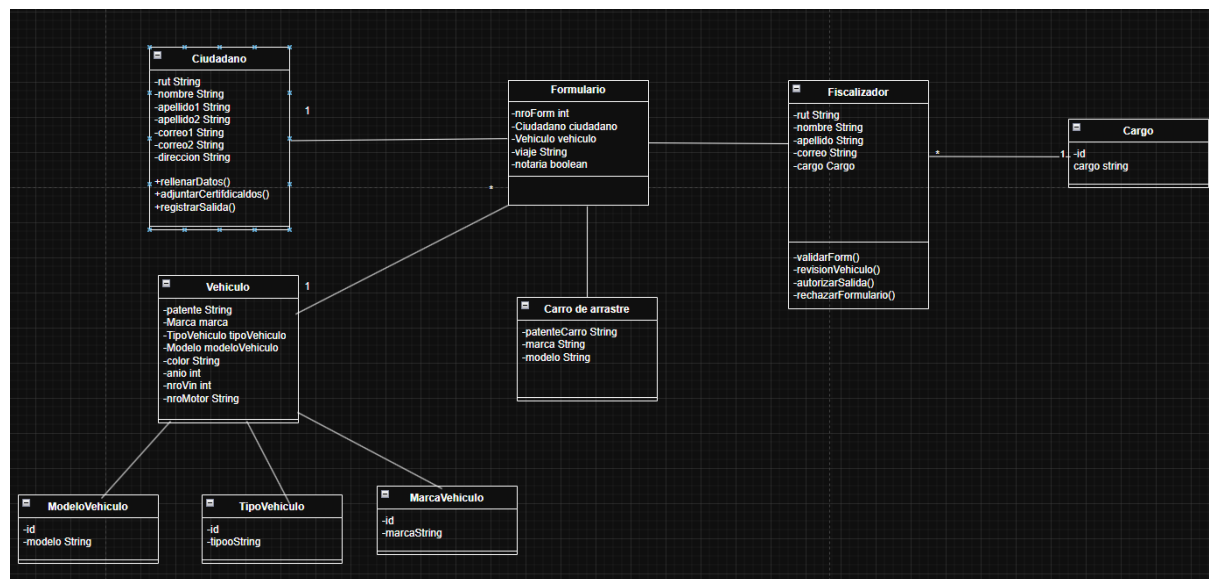 Ciudadano
-rut String
-nombre String
-apellido1 String
-apellido2 String
-correo1 String
-correo2 String
-direccion String
+rellenarDatos()
+adjuntarCertifdicaldos()
+registrarSalida()
1
*
Formulario
-nroForm int
-Ciudadano ciudadano
-Vehiculo vehiculo
-viaje String
-notaria boolean
Fiscalizador
-rut String
-nombre String
-apellido String
-correo String
-cargo Cargo
-validarForm()
-revisionVehiculo()
-autorizarSalida()
-rechazarFormulario()
*
1
Cargo
-id
cargo string
Vehiculo
-patente String
-Marca marca
-TipoVehiculo tipoVehiculo
-Modelo modeloVehiculo
-color String
-anio int
-nroVin int
-nroMotor String
1
Carro de arrastre
-patenteCarro String
-marca String
-modelo String
ModeloVehiculo
-id
-modelo String
TipoVehiculo
-id
-tipooString
MarcaVehiculo
-id
-marcaString